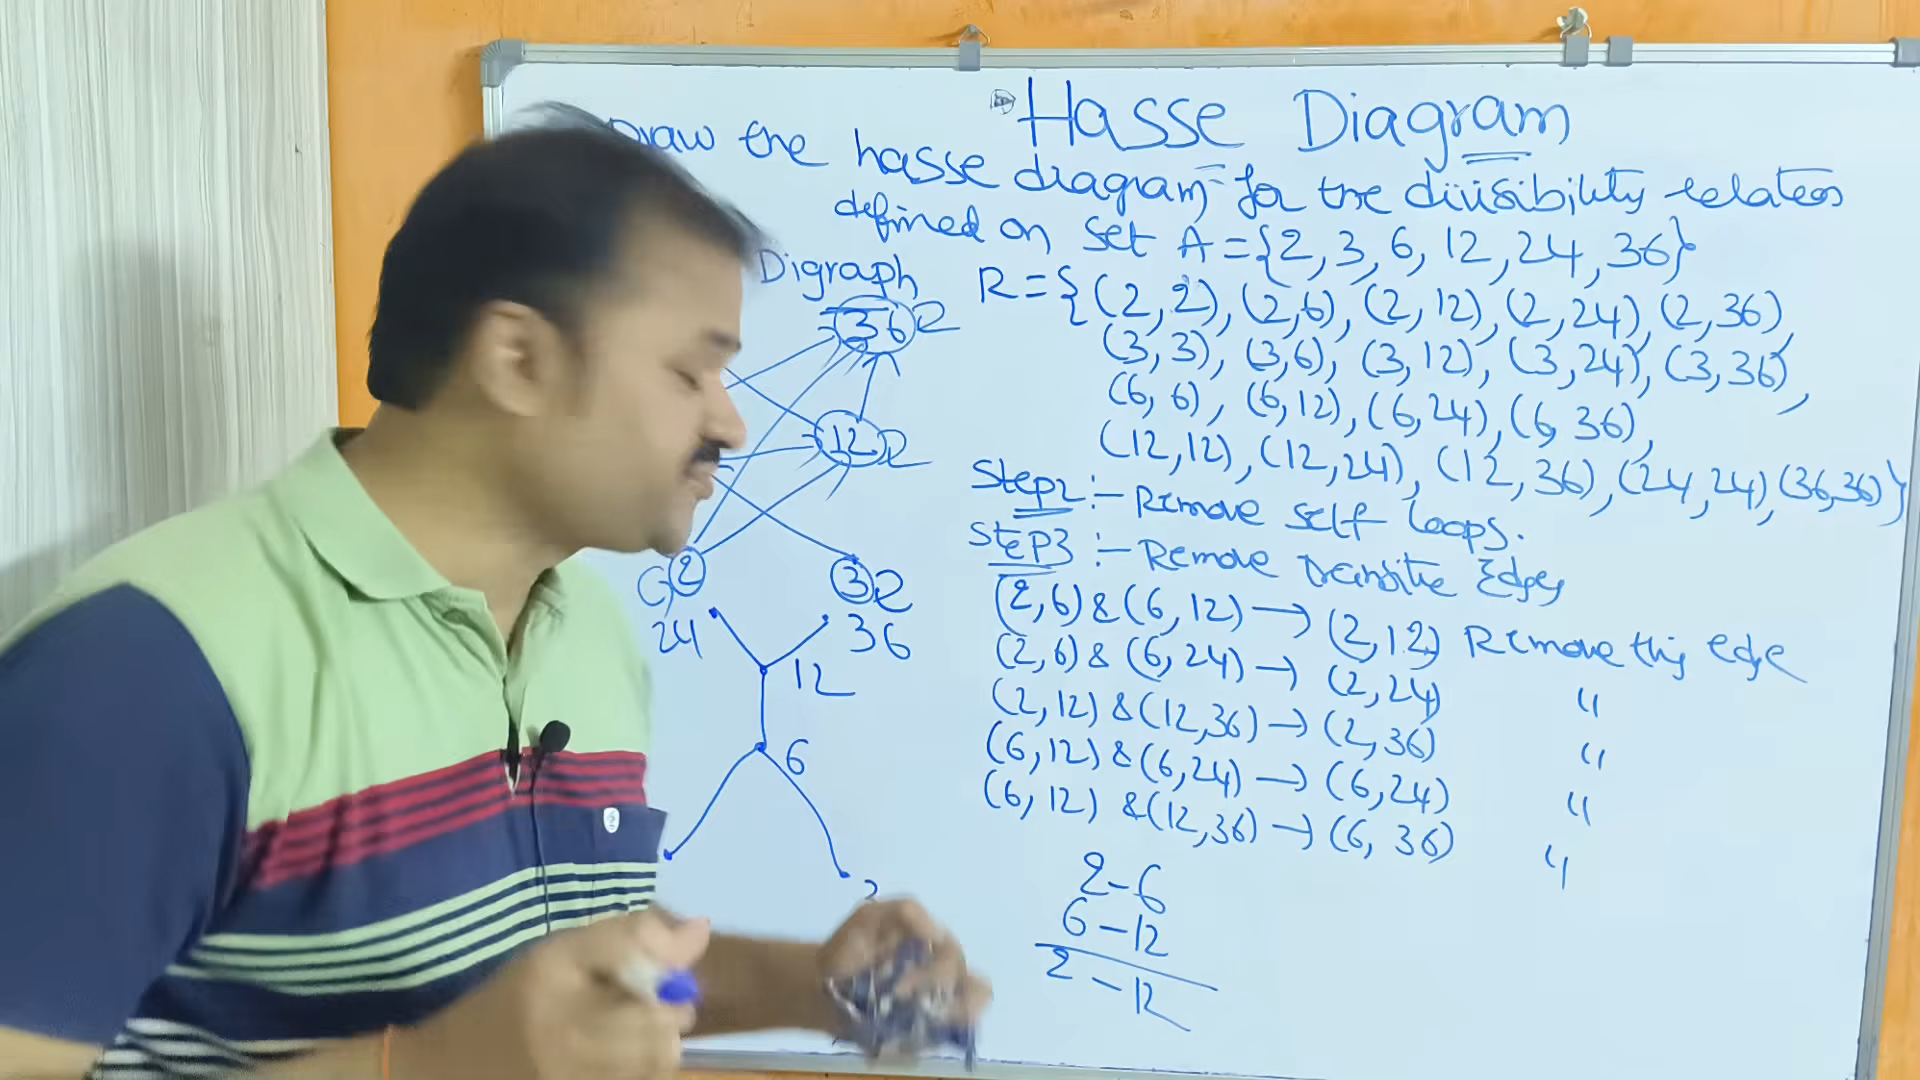 Hasse Diagram
Draw the hasse diagram for the divisibility relation
defined on set A = {2, 3, 6, 12, 24, 36}
Digraph
R = {(2, 2), (2, 6), (2, 12), (2, 24), (2, 36),
(3, 3), (3, 6), (3, 12), (3, 24), (3, 36),
(6, 6), (6, 12), (6, 24), (6, 36),
(12, 12), (12, 24), (12, 36), (24, 24), (36, 36)}
36
12
2
3
Step2 :- Remove self loops.
Step3 :- Remove Transitive Edges
(2, 6) & (6, 12) → (2, 12) Remove this edge
(2, 6) & (6, 24) → (2, 24) "
(2, 12) & (12, 36) → (2, 36) "
(6, 12) & (6, 24) → (6, 24) "
(6, 12) & (12, 36) → (6, 36) "
24
36
12
6
2 - 6
6 - 12
2 - 12